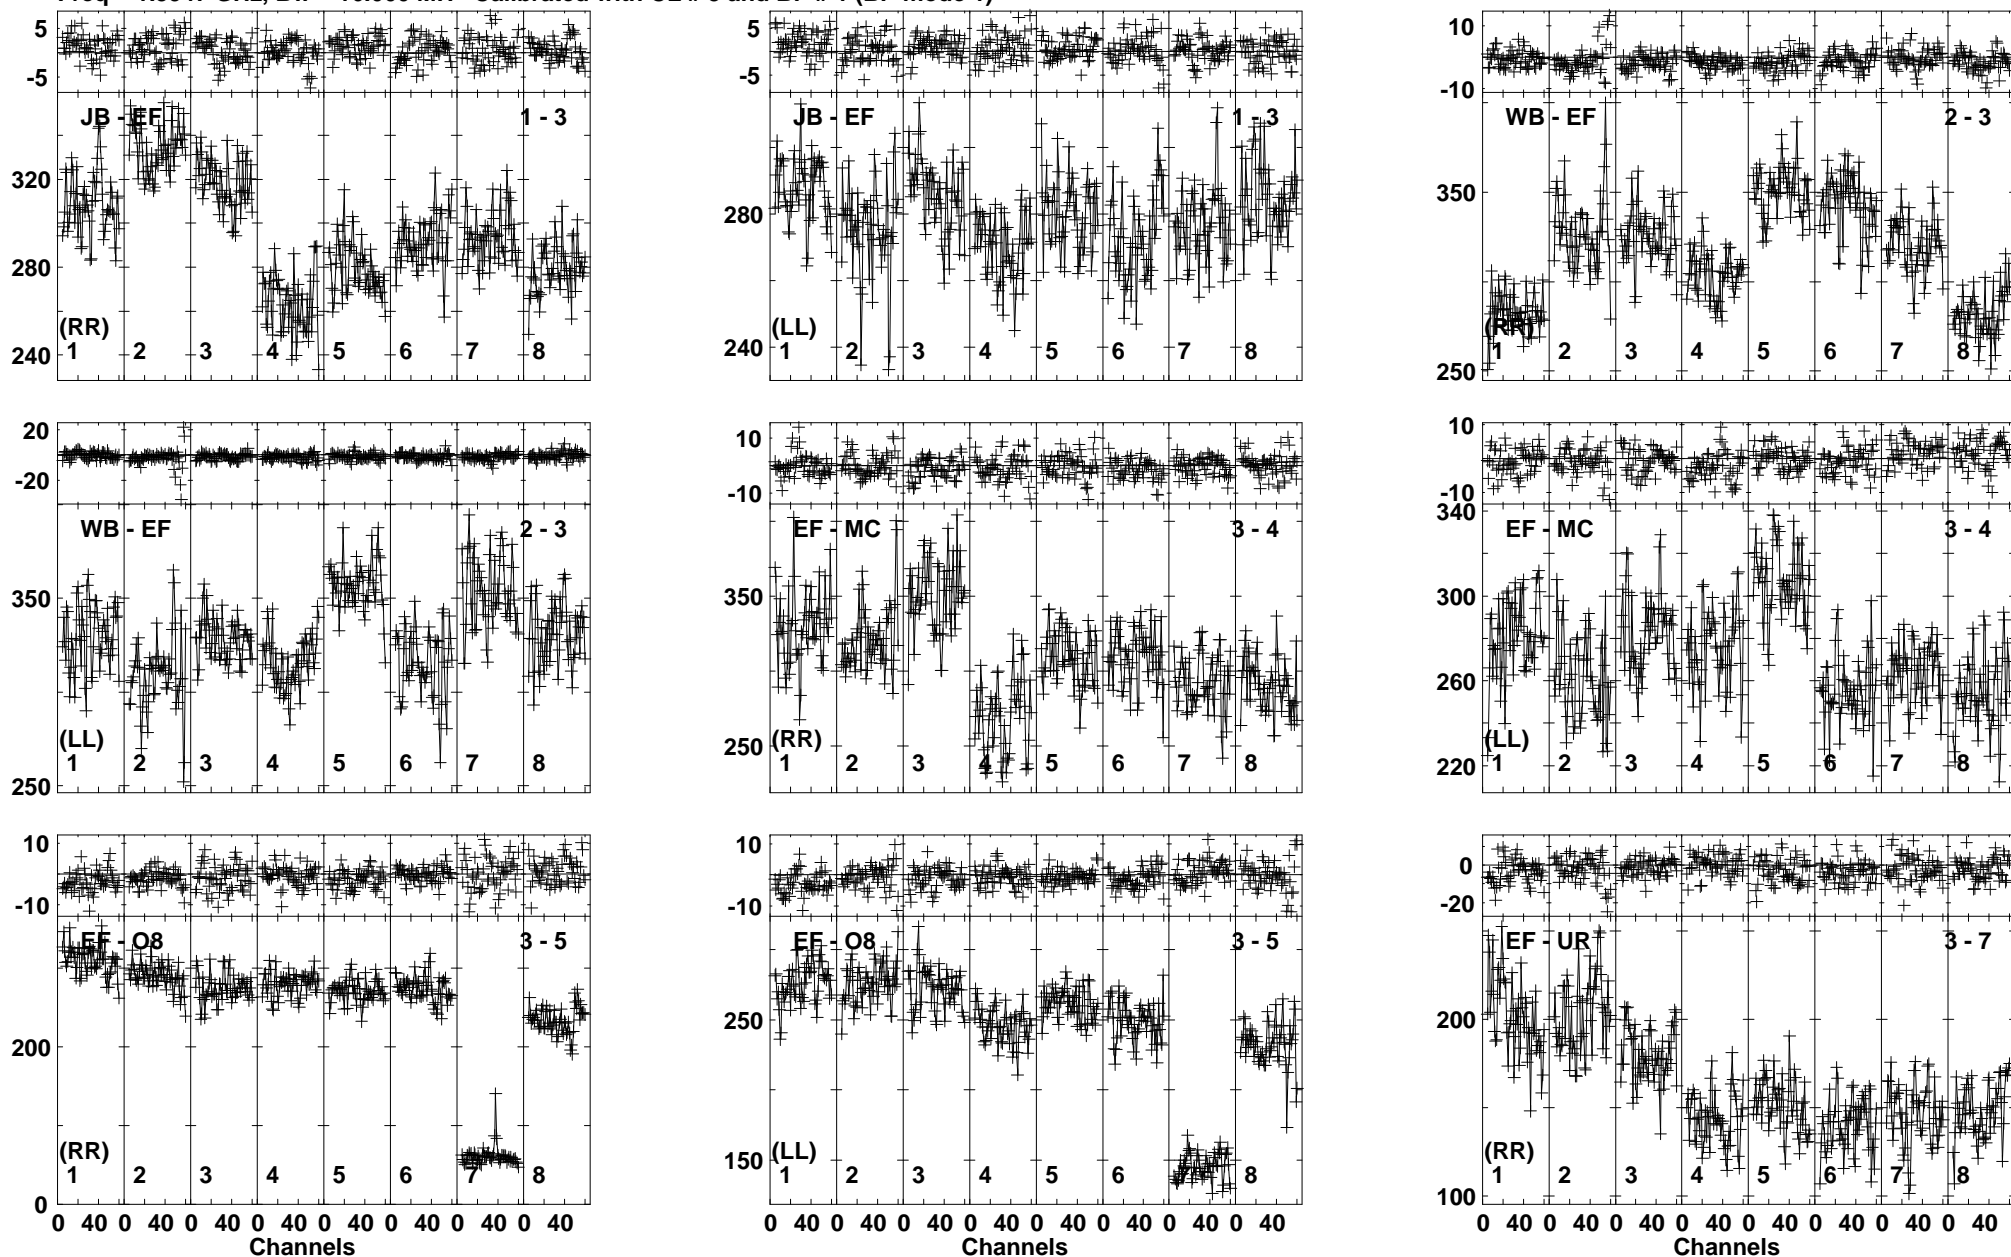 5 5 10
-5 -5 -10
JB - EF 1 - 3 JB - EF 1 - 3 WB - EF 2 - 3
320 280 350
280
(RR) (LL) (RR)
240 1 2 3 4 5 6 7 8 240 1 2 3 4 5 6 7 8 250 1 2 3 4 5 6 7 8
20 10 10
-20 -10 -10
WB - EF 2 - 3 EF - MC 3 - 4 340 EF - MC 3 - 4
350 350 300
260
(LL) (RR) (LL)
250 1 2 3 4 5 6 7 8 250 1 2 3 4 5 6 7 8 220 1 2 3 4 5 6 7 8
10 10 0
-10 -10 -20
EF - O8 3 - 5 EF - O8 3 - 5 EF - UR 3 - 7
200 250 200
(RR) (LL) (RR)
1 2 3 4 5 6 7 8 150 1 2 3 4 5 6 7 8 1 2 3 4 5 6 7 8
0 100
0 40 0 40 0 40 0 40 0 40 0 40 0 40 0 40 0 40 0 40 0 40 0 40 0 40 0 40 0 40 0 40 0 40 0 40 0 40 0 40 0 40 0 40 0 40 0 40
Channels Channels Channels